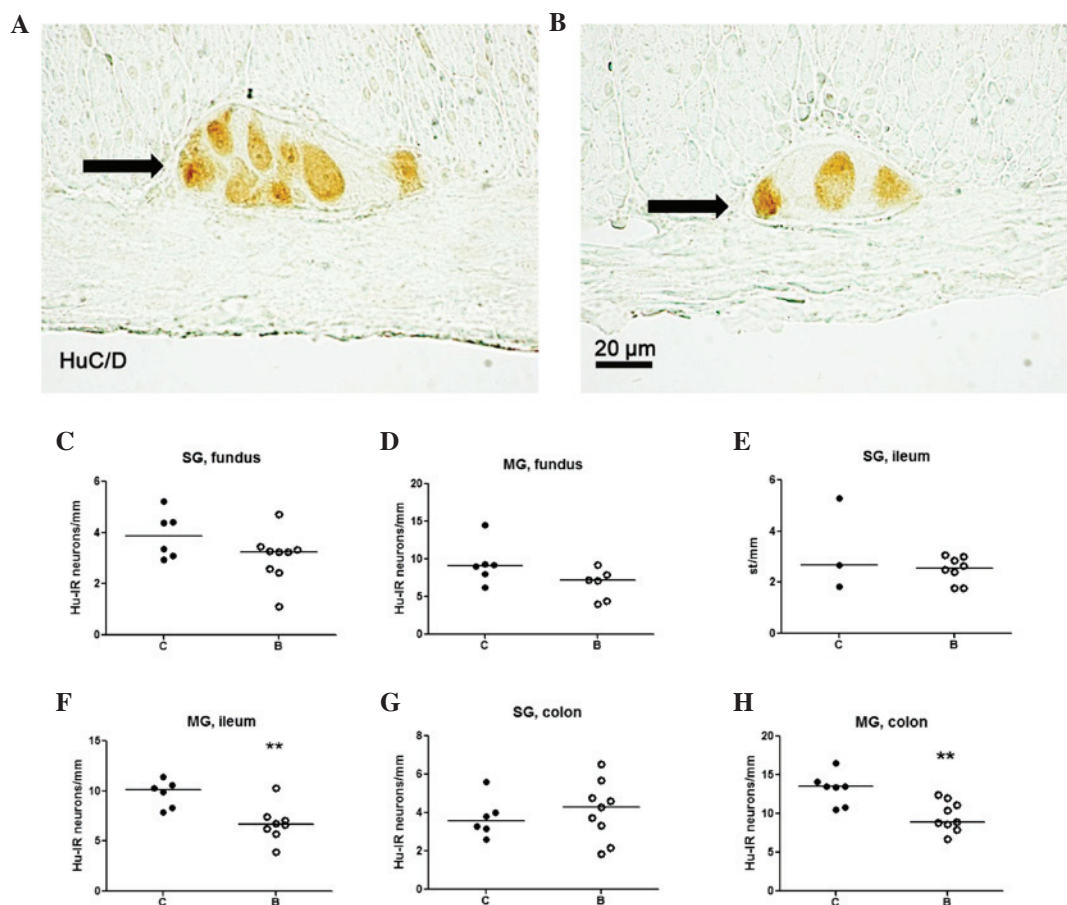 A
B
HuC/D
20 µm
C
SG, fundus
Hu-IR neurons/mm
6
4
2
0
C
B
D
MG, fundus
Hu-IR neurons/mm
20
15
10
5
0
C
B
E
SG, ileum
st/mm
6
4
2
0
C
B
F
MG, ileum
Hu-IR neurons/mm
15
10
5
0
**
C
B
G
SG, colon
Hu-IR neurons/mm
8
6
4
2
0
C
B
H
MG, colon
Hu-IR neurons/mm
20
15
10
5
0
**
C
B